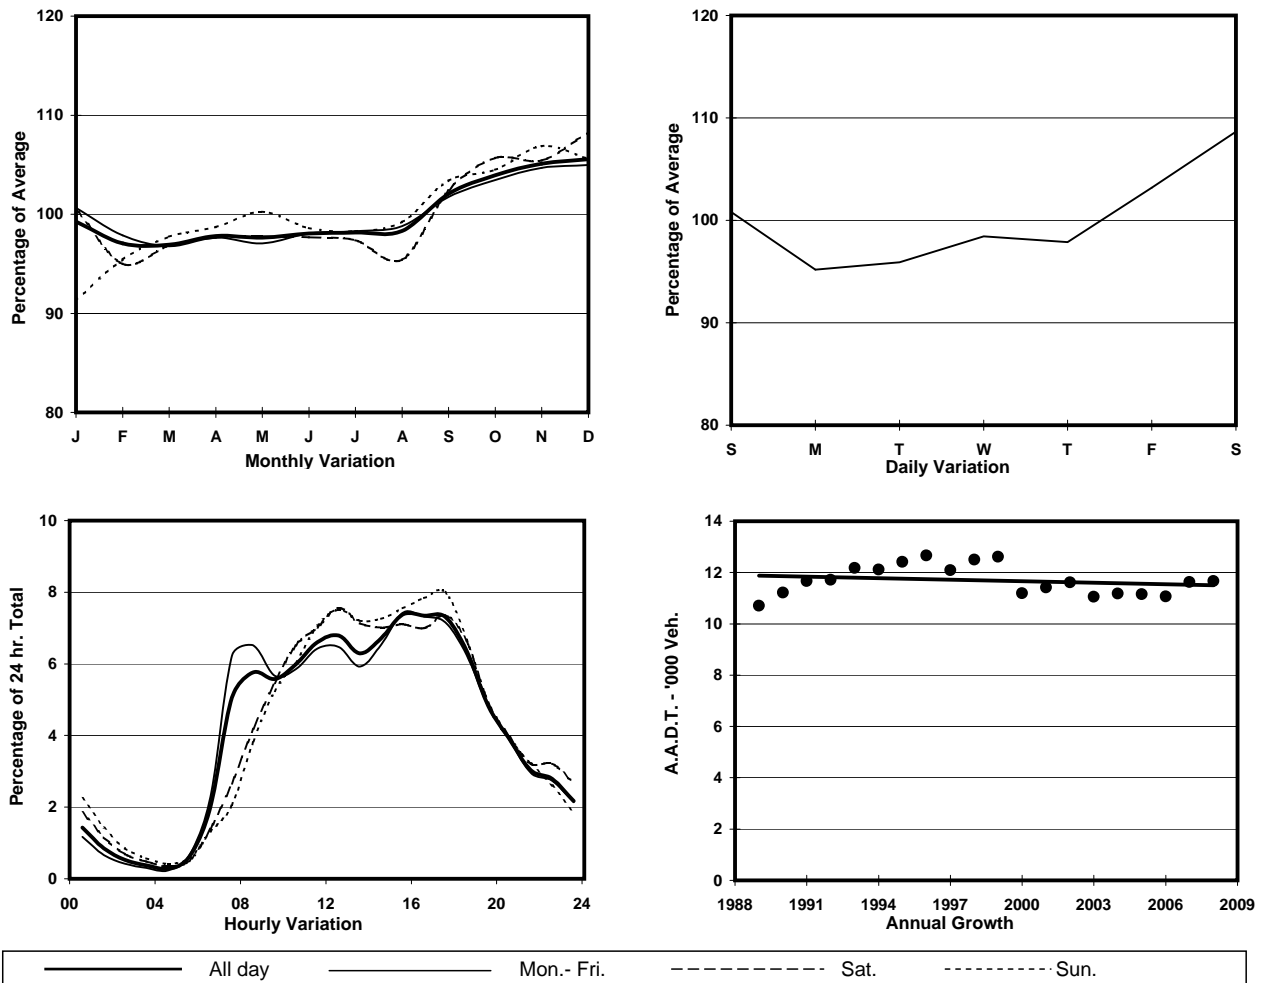 120
110
100
90
80
Percentage of Average
J F M A M J J A S O N D
Monthly Variation
120
110
100
90
80
Percentage of Average
S M T W T F S
Daily Variation
10
8
6
4
2
0
Percentage of 24 hr. Total
00 04 08 12 16 20 24
Hourly Variation
14
12
10
8
6
4
2
0
A.A.D.T. - '000 Veh.
1988 1991 1994 1997 2000 2003 2006 2009
Annual Growth
All day Mon.- Fri. Sat. Sun.